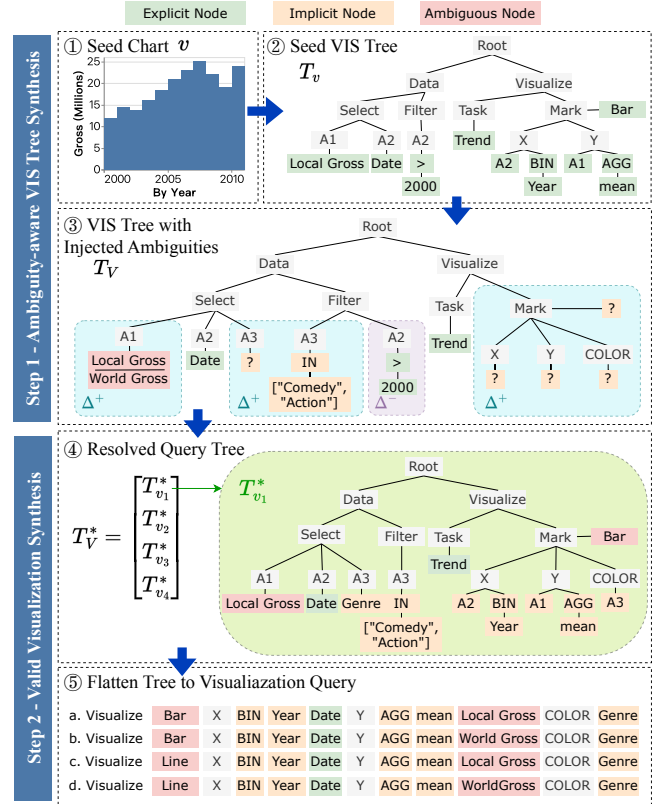 Explicit Node Implicit Node Ambiguous Node
Step 1 - Ambiguity-aware VIS Tree Synthesis
① Seed Chart v
Gross (Millions)
25
20
15
10
5
0
2000 2005 2010
By Year
② Seed VIS Tree
T_v
Root
Data Visualize
Select Filter Task Mark Bar
A1 A2 A2 Trend X Y
Local Gross Date > A2 BIN A1 AGG
2000 Year mean
③ VIS Tree with
Injected Ambiguities
T_V
Root
Data Visualize
Select Filter Task Mark ?
A1 A2 A3 A3 A2 Trend X Y COLOR
Local Gross Date ? IN > ? ? ?
World Gross ["Comedy", 2000
"Action"]
Δ⁺ Δ⁺ Δ⁻ Δ⁺
Step 2 - Valid Visualization Synthesis
④ Resolved Query Tree
T*_V =
T*_v₁
T*_v₂
T*_v₃
T*_v₄
T*_v₁
Root
Data Visualize
Select Filter Task Mark Bar
A1 A2 A3 A3 Trend X Y COLOR
Local Gross Date Genre IN A2 BIN A1 AGG A3
["Comedy", Year mean
"Action"]
⑤ Flatten Tree to Visualiazation Query
a. Visualize Bar X BIN Year Date Y AGG mean Local Gross COLOR Genre
b. Visualize Bar X BIN Year Date Y AGG mean World Gross COLOR Genre
c. Visualize Line X BIN Year Date Y AGG mean Local Gross COLOR Genre
d. Visualize Line X BIN Year Date Y AGG mean WorldGross COLOR Genre